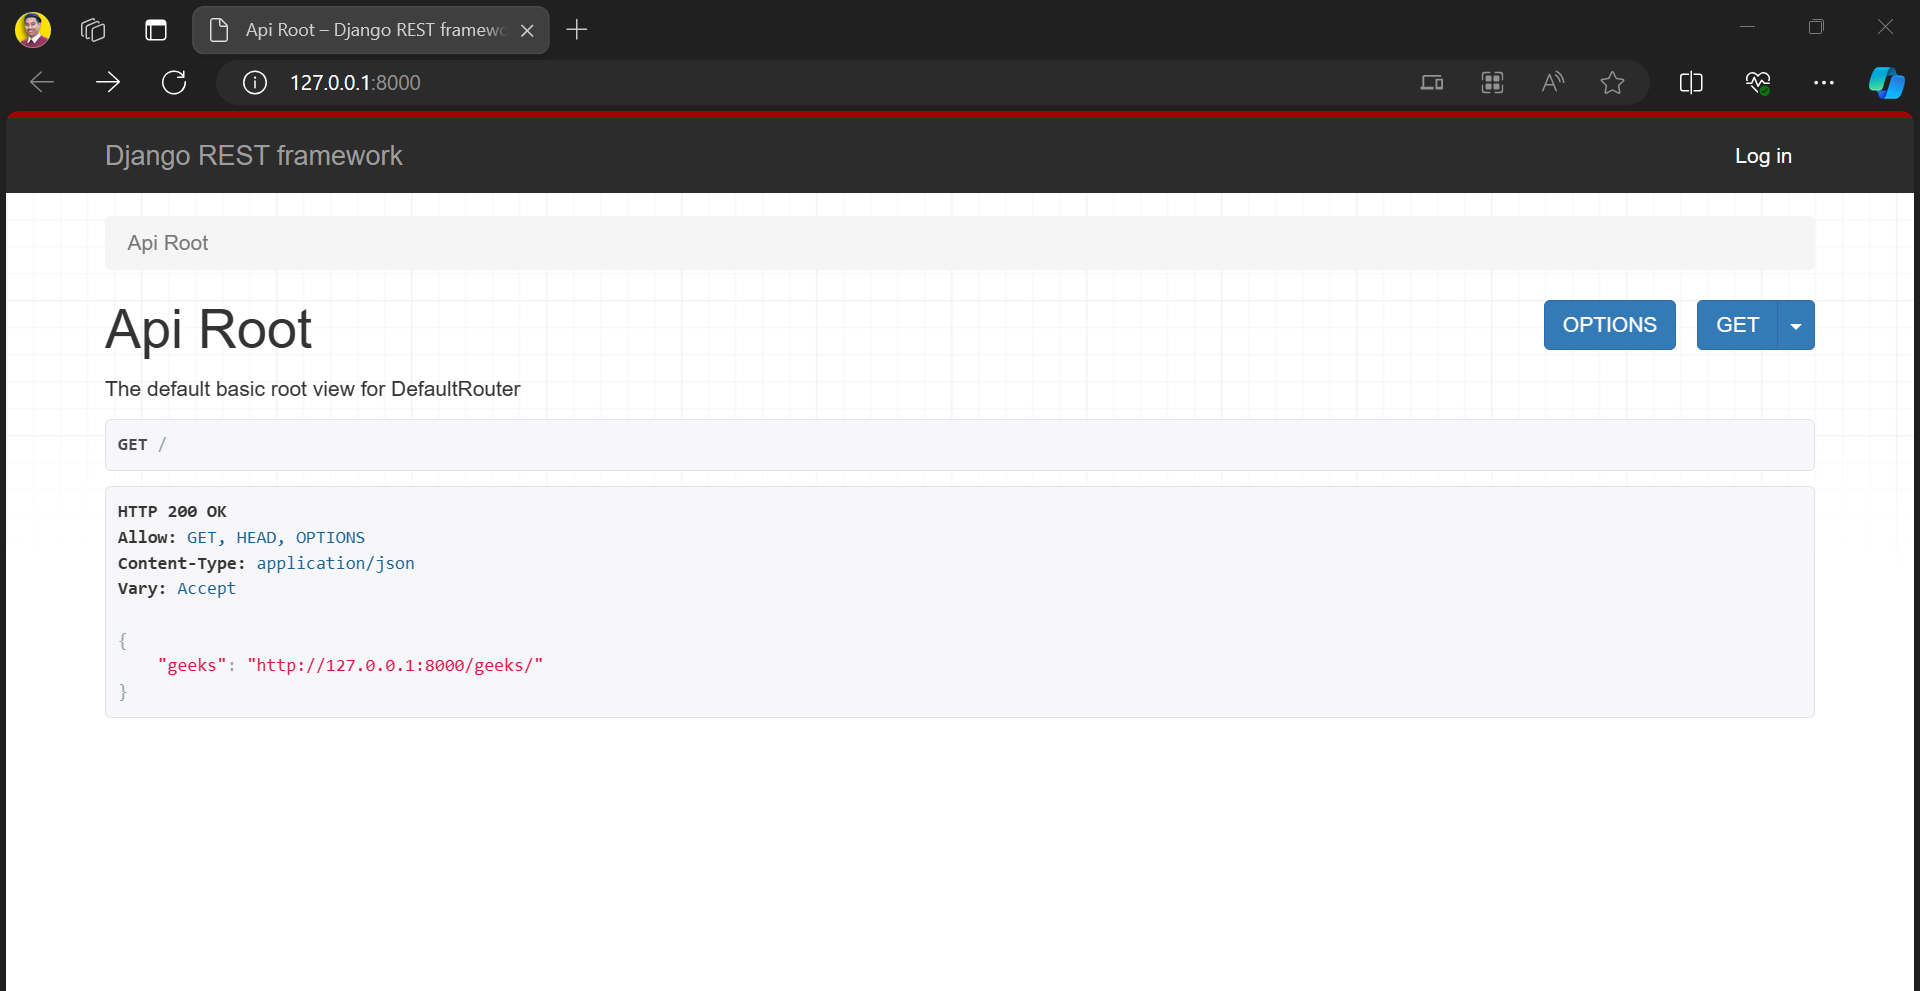 Api Root – Django REST framewo
127.0.0.1:8000
Django REST framework
Log in
Api Root
Api Root
OPTIONS
GET
The default basic root view for DefaultRouter
GET /
HTTP 200 OK
Allow: GET, HEAD, OPTIONS
Content-Type: application/json
Vary: Accept
{
    "geeks": "http://127.0.0.1:8000/geeks/"
}